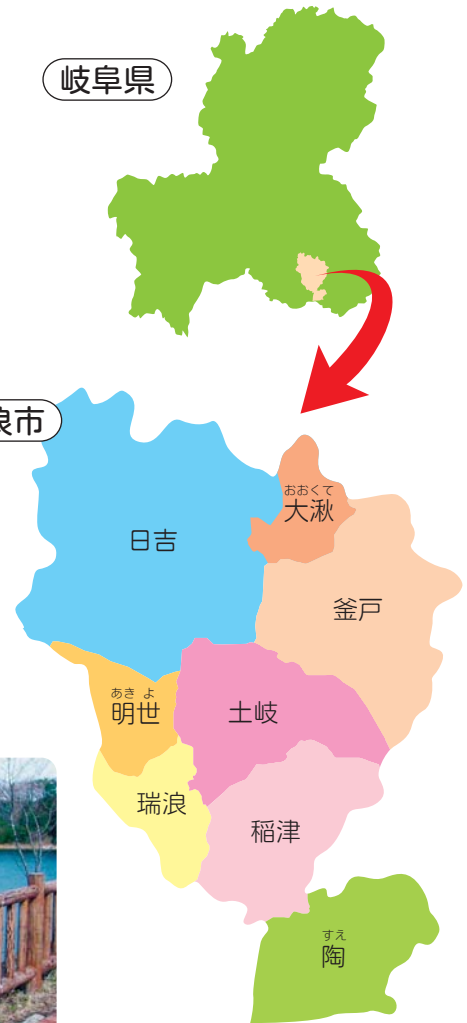 岐阜県
浪市
おおくて
大湫
日吉
釜戸
あき よ
明世
土岐
瑞浪
稲津
すえ
陶